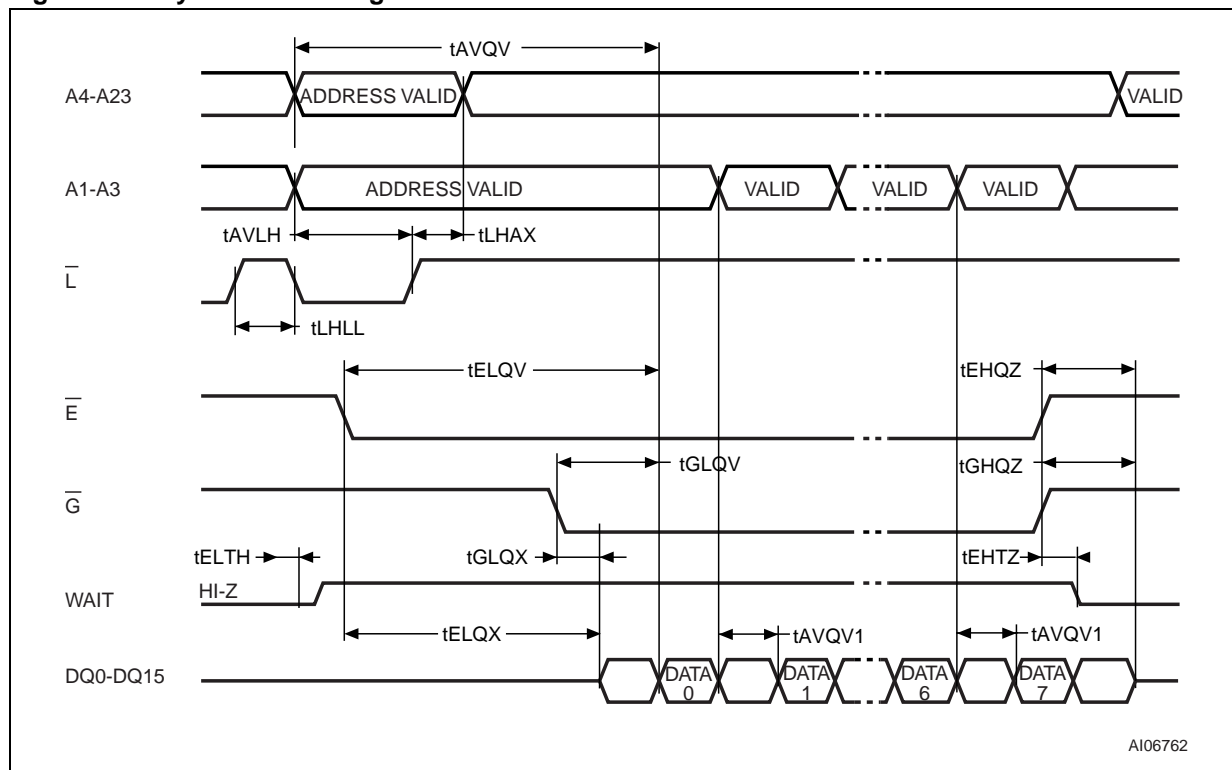 tAVQV
A4-A23
ADDRESS VALID
VALID
A1-A3
ADDRESS VALID
VALID
VALID
VALID
tAVLH
tLHAX
L
tLHLL
tELQV
tEHQZ
E
tGLQV
tGHQZ
G
tELTH
tGLQX
tEHTZ
WAIT
HI-Z
tELQX
tAVQV1
tAVQV1
DQ0-DQ15
DATA
0
DATA
1
DATA
6
DATA
7
AI06762